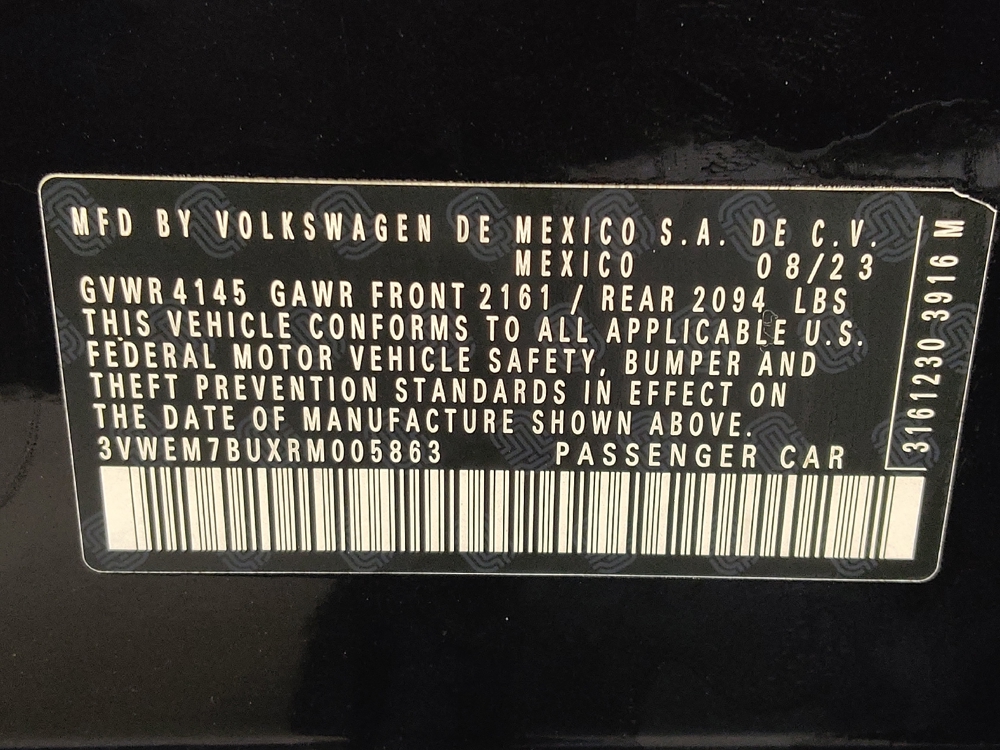 MFD BY VOLKSWAGEN DE MEXICO S.A. DE C.V.
MEXICO 08/23
GVWR 4145 GAWR FRONT 2161 / REAR 2094 LBS
THIS VEHICLE CONFORMS TO ALL APPLICABLE U.S.
FEDERAL MOTOR VEHICLE SAFETY, BUMPER AND
THEFT PREVENTION STANDARDS IN EFFECT ON
THE DATE OF MANUFACTURE SHOWN ABOVE.
3VWEM7BUXRM005863 PASSENGER CAR
3161230 3916 M